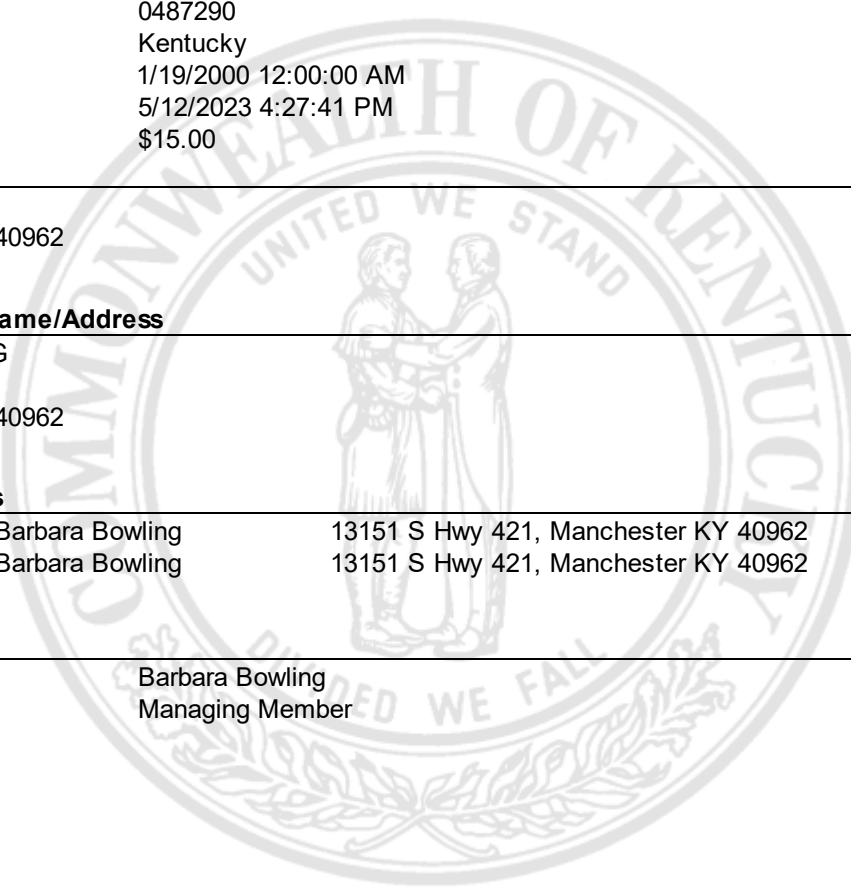 0487290
Kentucky
1/19/2000 12:00:00 AM
5/12/2023 4:27:41 PM
$15.00
40962
ame/Address
G
40962
s
Barbara Bowling 13151 S Hwy 421, Manchester KY 40962
Barbara Bowling 13151 S Hwy 421, Manchester KY 40962
Barbara Bowling
Managing Member
COMMONWEALTH OF KENTUCKY
UNITED WE STAND
DIVIDED WE FALL